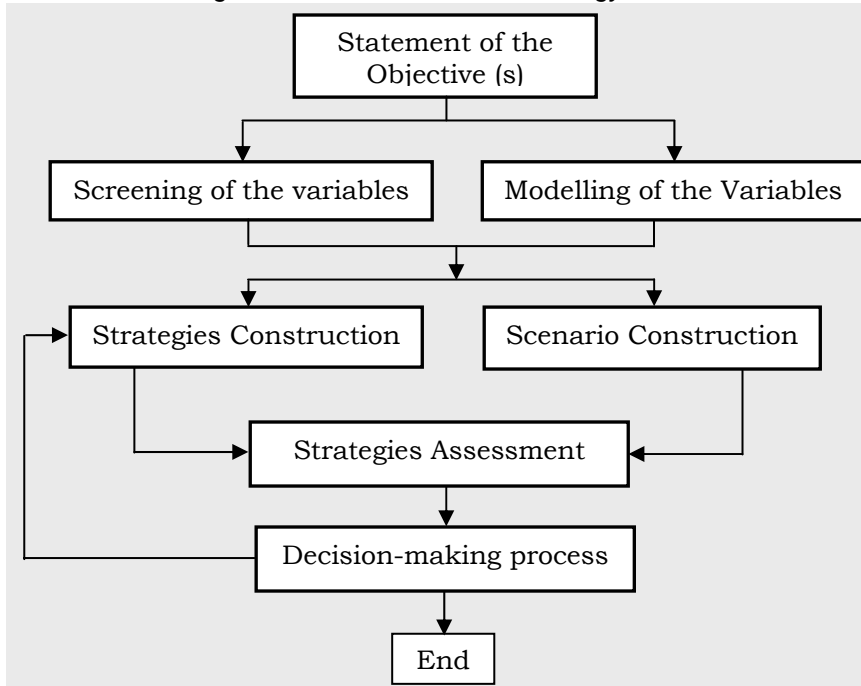 Statement of the
Objective (s)
Screening of the variables
Modelling of the Variables
Strategies Construction
Scenario Construction
Strategies Assessment
Decision-making process
End